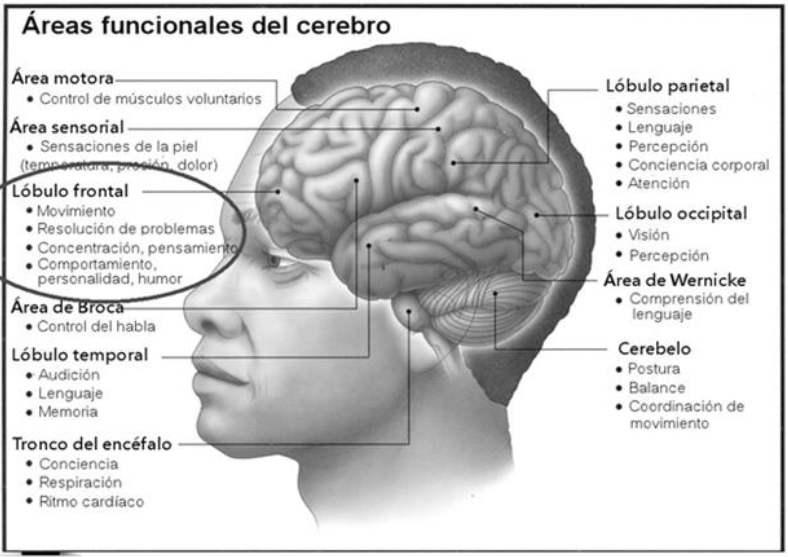 Áreas funcionales del cerebro
Área motora
• Control de músculos voluntarios
Área sensorial
• Sensaciones de la piel
(temperatura, presión, dolor)
Lóbulo frontal
• Movimiento
• Resolución de problemas
• Concentración, pensamiento
• Comportamiento,
personalidad, humor
Área de Broca
• Control del habla
Lóbulo temporal
• Audición
• Lenguaje
• Memoria
Tronco del encéfalo
• Conciencia
• Respiración
• Ritmo cardíaco
Lóbulo parietal
• Sensaciones
• Lenguaje
• Percepción
• Conciencia corporal
• Atención
Lóbulo occipital
• Visión
• Percepción
Área de Wernicke
• Comprensión del
lenguaje
Cerebelo
• Postura
• Balance
• Coordinación de
movimiento